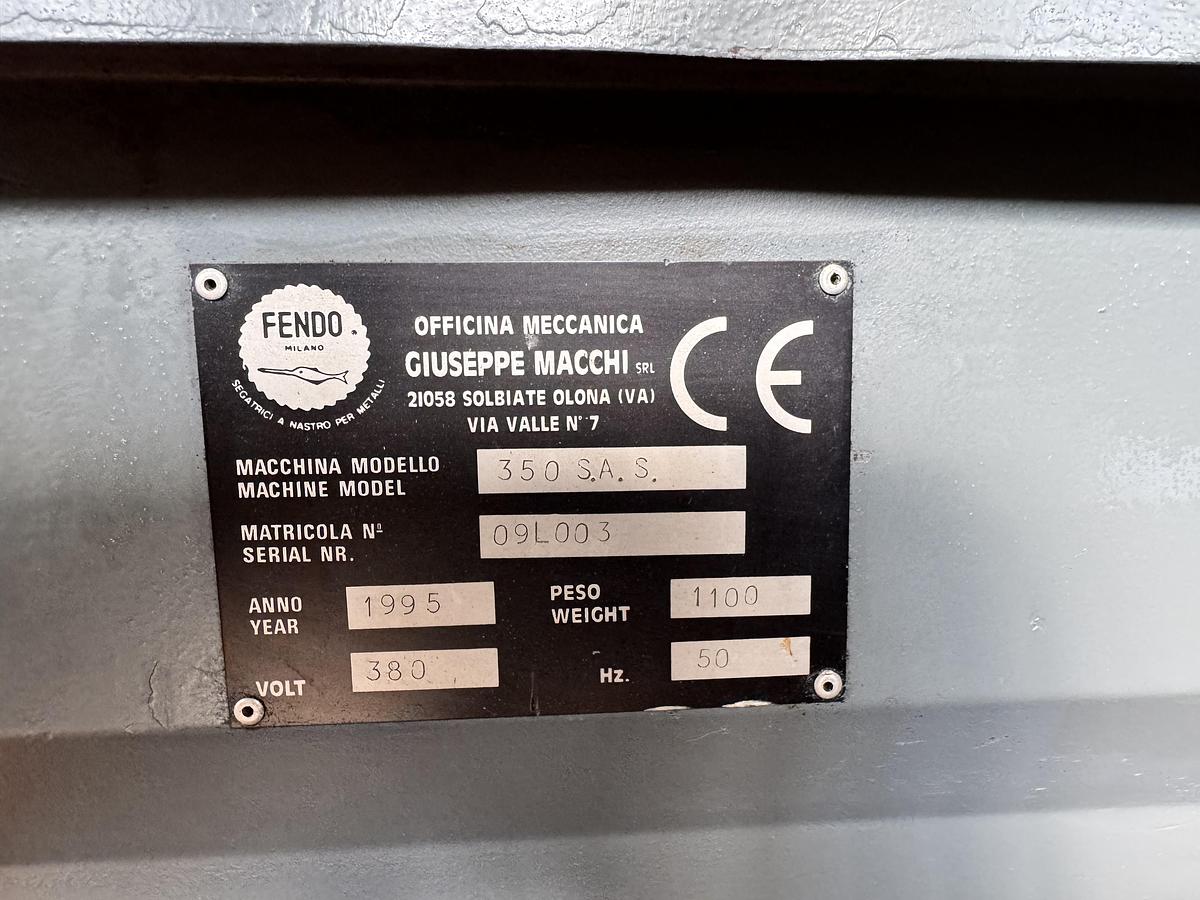 FENDO
MILANO
SEGATRICI A NASTRO PER METALLI
OFFICINA MECCANICA
GIUSEPPE MACCHI SRL
21058 SOLBIATE OLONA (VA)
VIA VALLE N° 7
CE
MACCHINA MODELLO
MACHINE MODEL
350 S.A.S.
MATRICOLA Nº
SERIAL NR.
09L003
ANNO
YEAR
1995
PESO
WEIGHT
1100
VOLT
380
Hz.
50